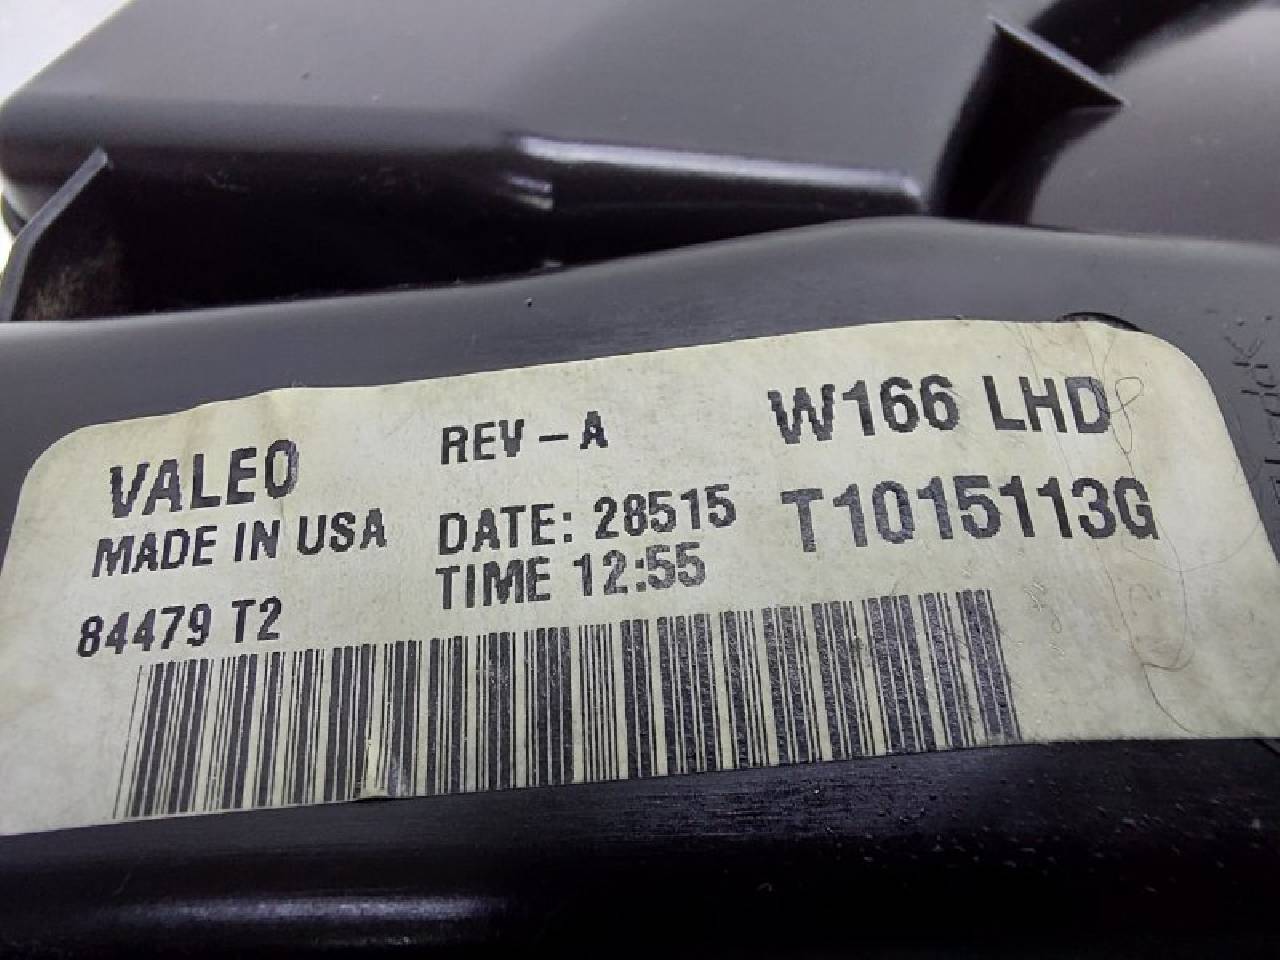 VALEO
REV – A
W166 LHD
MADE IN USA
DATE: 28515
T1015113G
TIME 12:55
84479 T2